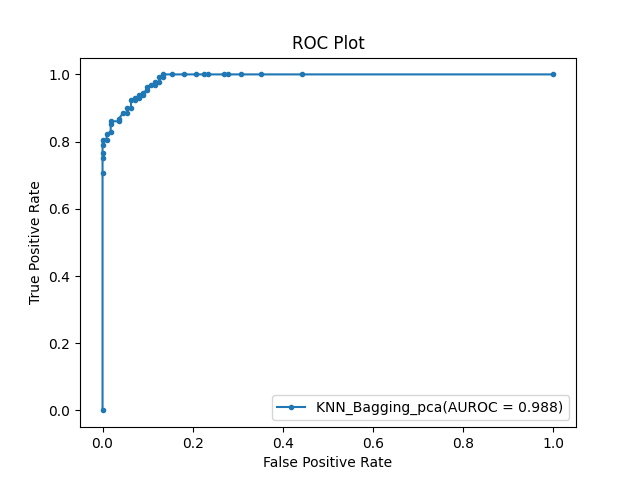 ROC Plot
True Positive Rate
1.0
0.8
0.6
0.4
0.2
0.0
KNN_Bagging_pca(AUROC = 0.988)
0.0 0.2 0.4 0.6 0.8 1.0
False Positive Rate